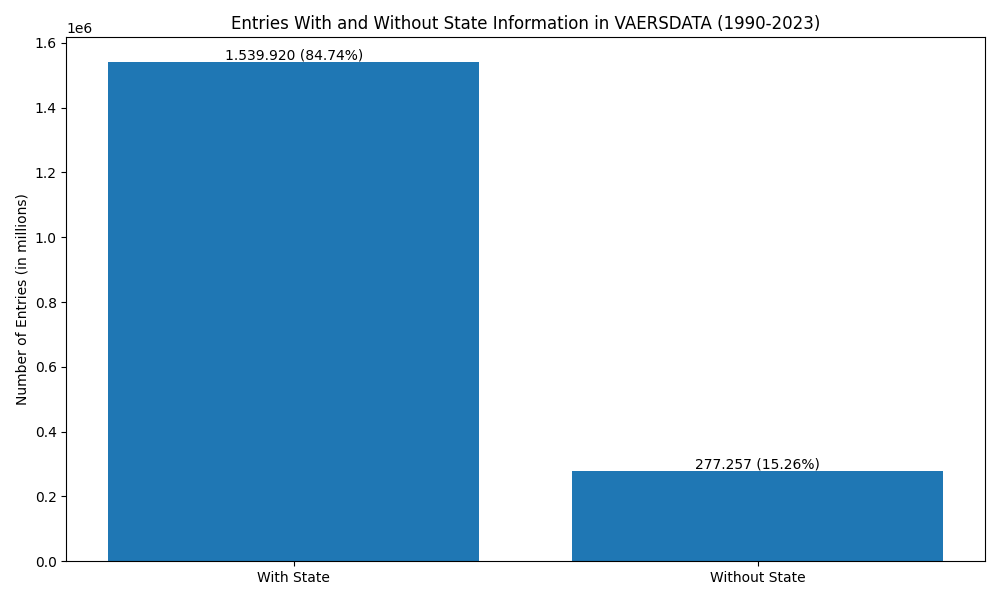 Entries With and Without State Information in VAERSDATA (1990-2023)
1e6
1.6
1.4
1.2
1.0
0.8
0.6
0.4
0.2
0.0
Number of Entries (in millions)
1.539.920 (84.74%)
277.257 (15.26%)
With State
Without State